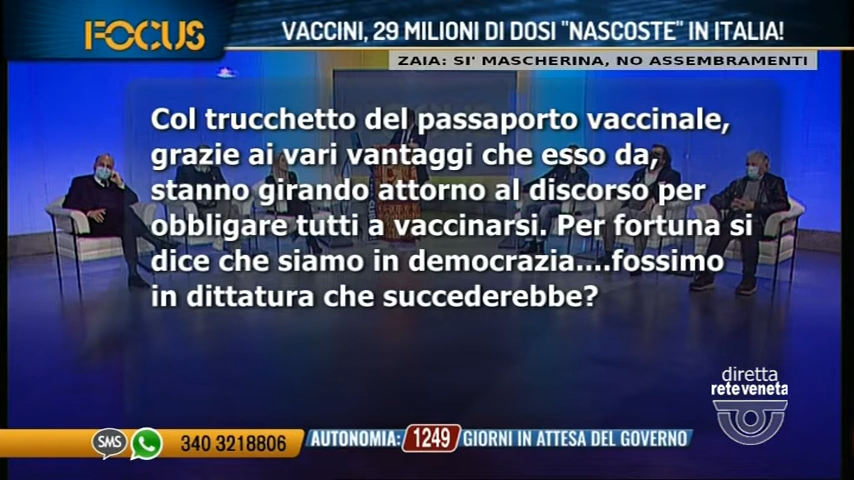 FOCUS
VACCINI, 29 MILIONI DI DOSI "NASCOSTE" IN ITALIA!
ZAIA: SI' MASCHERINA, NO ASSEMBRAMENTI
Col trucchetto del passaporto vaccinale,
grazie ai vari vantaggi che esso da,
stanno girando attorno al discorso per
obbligare tutti a vaccinarsi. Per fortuna si
dice che siamo in democrazia....fossimo
in dittatura che succederebbe?
diretta
reteveneta
SMS 340 3218806 AUTONOMIA: 1249 GIORNI IN ATTESA DEL GOVERNO